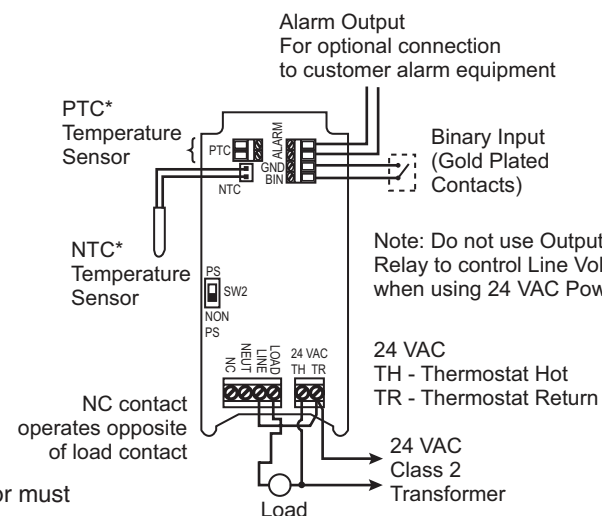 Alarm Output
For optional connection
to customer alarm equipment
PTC*
Temperature
Sensor
PTC
ALARM
GND
BIN
NTC
Binary Input
(Gold Plated
Contacts)
NTC*
Temperature
Sensor
PS
SW2
NON
PS
Note: Do not use Output
Relay to control Line Vol
when using 24 VAC Pow
NC
NEUT
LINE
LOAD
24 VAC
TH TR
24 VAC
TH - Thermostat Hot
TR - Thermostat Return
NC contact
operates opposite
of load contact
24 VAC
Class 2
Transformer
or must
Load